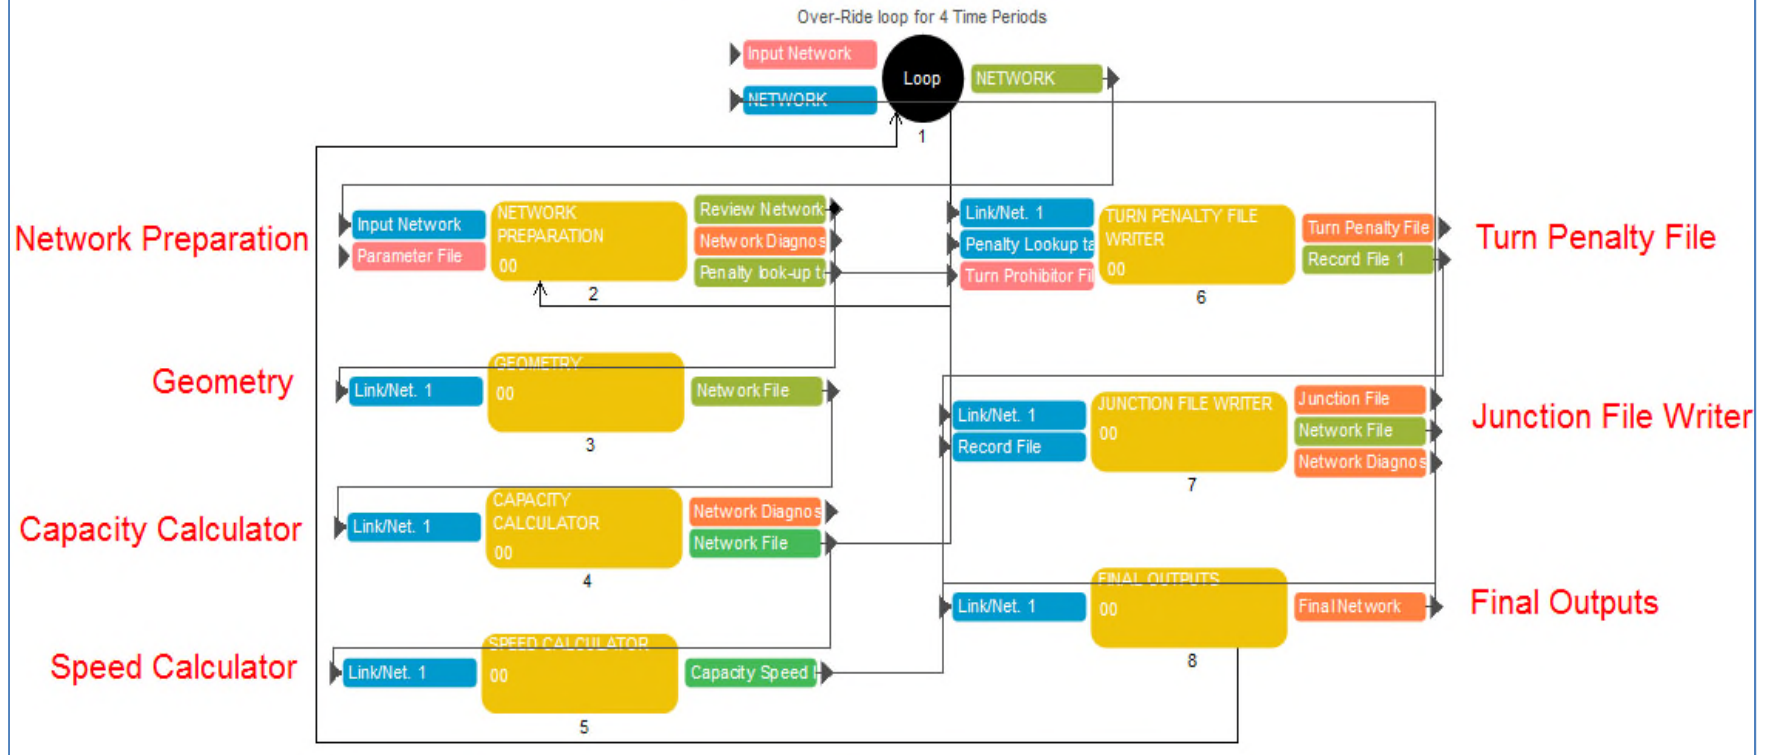 Over-Ride loop for 4 Time Periods
Input Network
NETWORK
Loop
NETWORK
1
Network Preparation
Input Network
Parameter File
NETWORK
PREPARATION
00
Review Network
Network Diagnos
Penalty look-up ta
2
Link/Net. 1
Penalty Lookup ta
Turn Prohibitor Fil
TURN PENALTY FILE
WRITER
00
Turn Penalty File
Record File 1
6
Turn Penalty File
Geometry
Link/Net. 1
GEOMETRY
00
Network File
3
Link/Net. 1
Record File
JUNCTION FILE WRITER
00
Junction File
Network File
Network Diagnos
7
Junction File Writer
Capacity Calculator
Link/Net. 1
CAPACITY
CALCULATOR
00
Network Diagnos
Network File
4
Link/Net. 1
FINAL OUTPUTS
00
Final Network
8
Final Outputs
Speed Calculator
Link/Net. 1
SPEED CALCULATOR
00
Capacity Speed
5